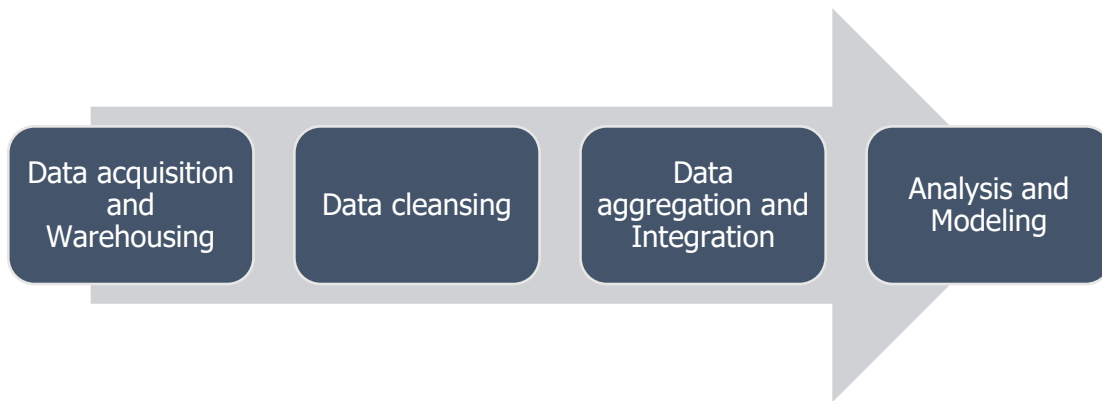 Data acquisition
and
Warehousing
Data cleansing
Data
aggregation and
Integration
Analysis and
Modeling